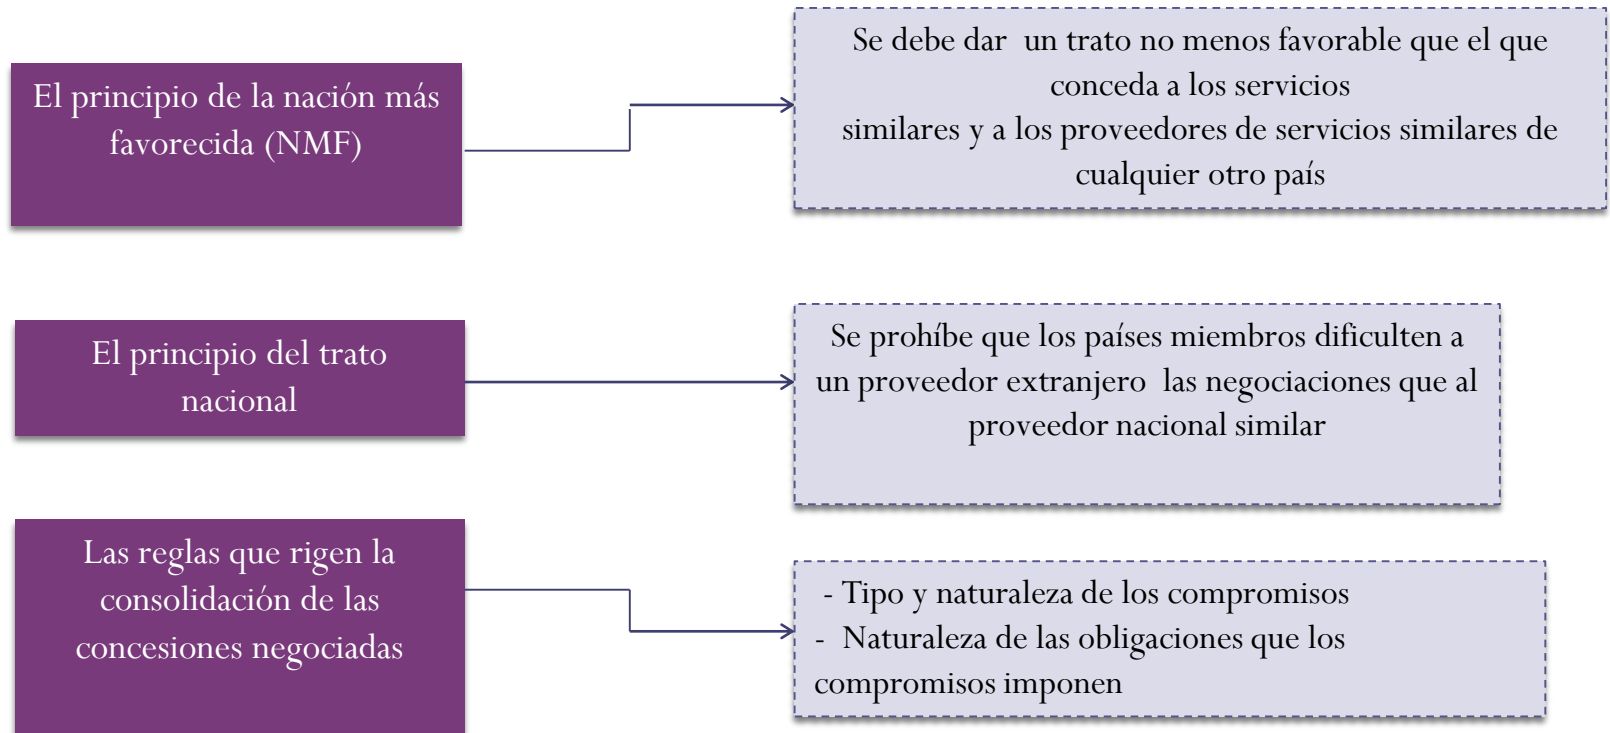 El principio de la nación más
favorecida (NMF)
Se debe dar  un trato no menos favorable que el que
conceda a los servicios
similares y a los proveedores de servicios similares de
cualquier otro país
El principio del trato
nacional
Se prohíbe que los países miembros dificulten a
un proveedor extranjero  las negociaciones que al
proveedor nacional similar
Las reglas que rigen la
consolidación de las
concesiones negociadas
- Tipo y naturaleza de los compromisos
-  Naturaleza de las obligaciones que los
compromisos imponen